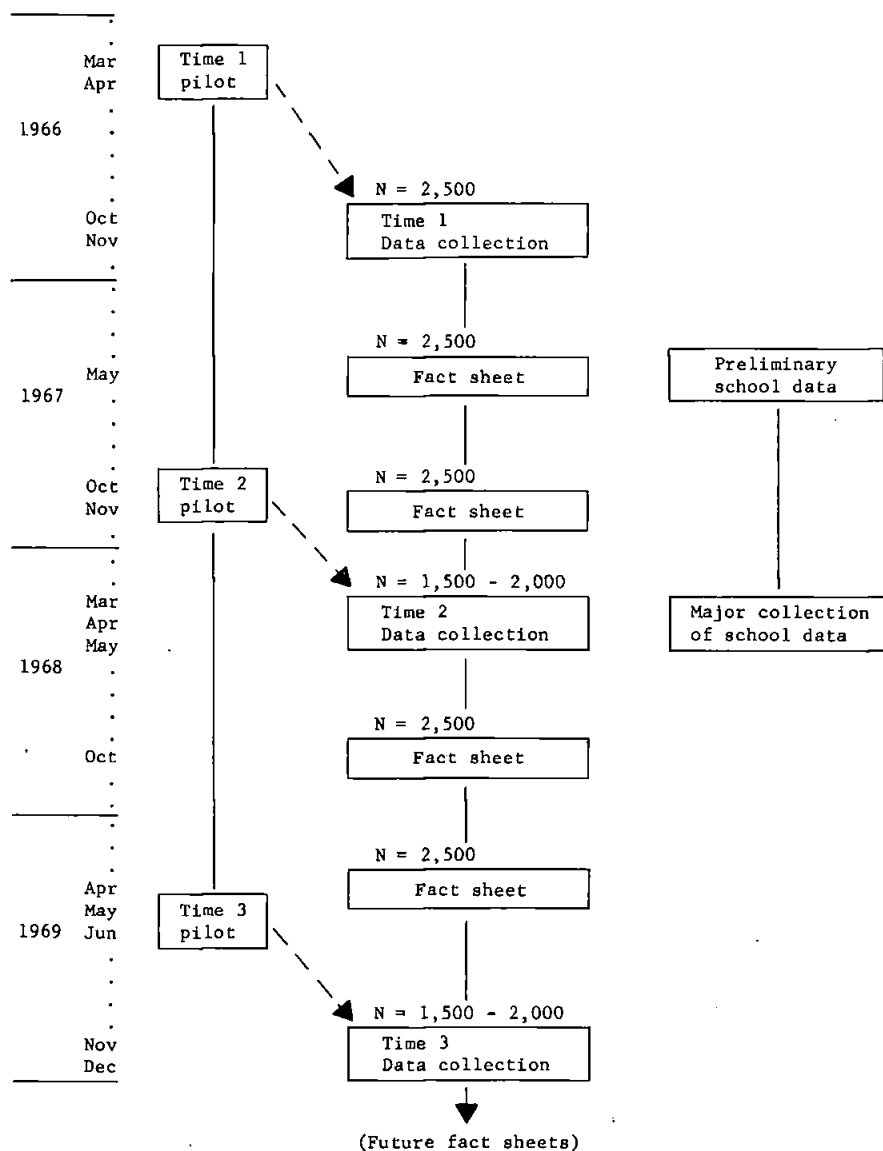 Mar
Apr
1966
Oct
Nov
Time 1
pilot
N = 2,500
Time 1
Data collection
1967
May
Oct
Nov
N = 2,500
Fact sheet
Preliminary
school data
Time 2
pilot
N = 2,500
Fact sheet
1968
Mar
Apr
May
Oct
N = 1,500 - 2,000
Time 2
Data collection
Major collection
of school data
N = 2,500
Fact sheet
1969
Apr
May
Jun
Nov
Dec
N = 2,500
Fact sheet
Time 3
pilot
N = 1,500 - 2,000
Time 3
Data collection
(Future fact sheets)